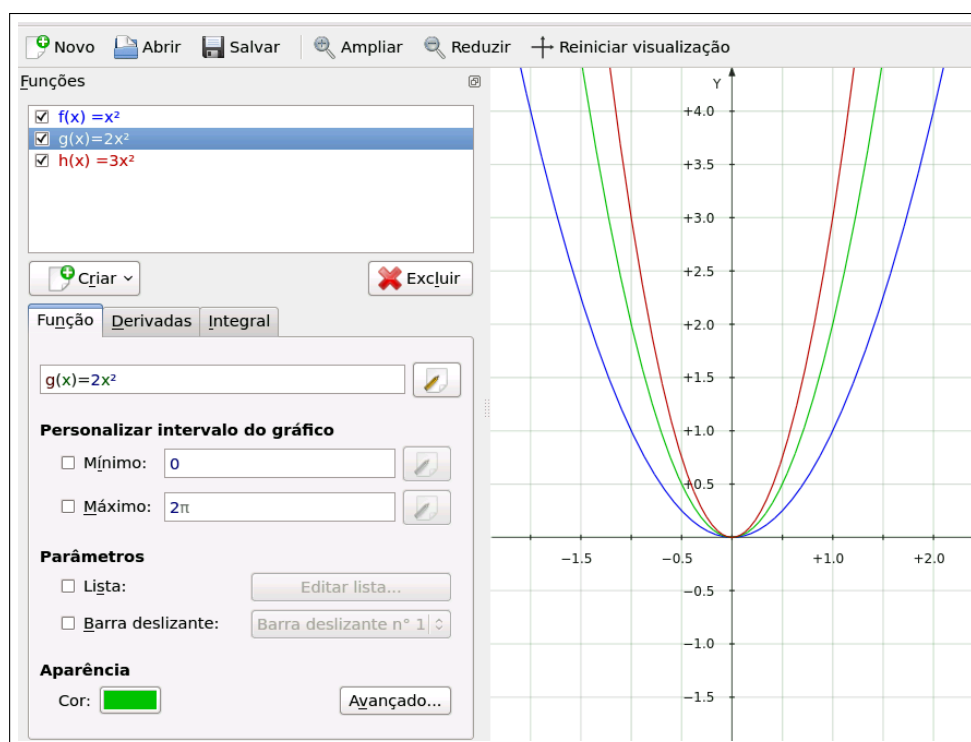 Novo Abrir Salvar Ampliar Reduzir Reiniciar visualização
Funções
f(x) =x²
g(x)=2x²
h(x) =3x²
Criar Excluir
Função Derivadas Integral
g(x)=2x²
Personalizar intervalo do gráfico
Mínimo: 0
Máximo: 2π
Parâmetros
Lista: Editar lista...
Barra deslizante: Barra deslizante n° 1
Aparência
Cor: Avançado...
Y
+4.0
+3.5
+3.0
+2.5
+2.0
+1.5
+1.0
+0.5
−1.5 −0.5 +1.0 +2.0
−0.5
−1.0
−1.5